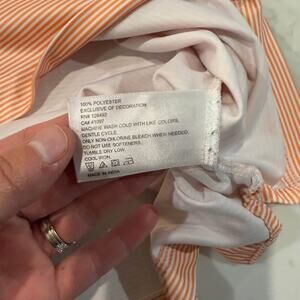 100% POLYESTER
EXCLUSIVE OF DECORATION
RN# 128492
CA# 41097
MACHINE WASH COLD WITH LIKE COLORS.
GENTLE CYCLE.
ONLY NON-CHLORINE BLEACH WHEN NEEDED.
DO NOT USE SOFTENERS.
TUMBLE DRY LOW.
COOL IRON.
MADE IN INDIA